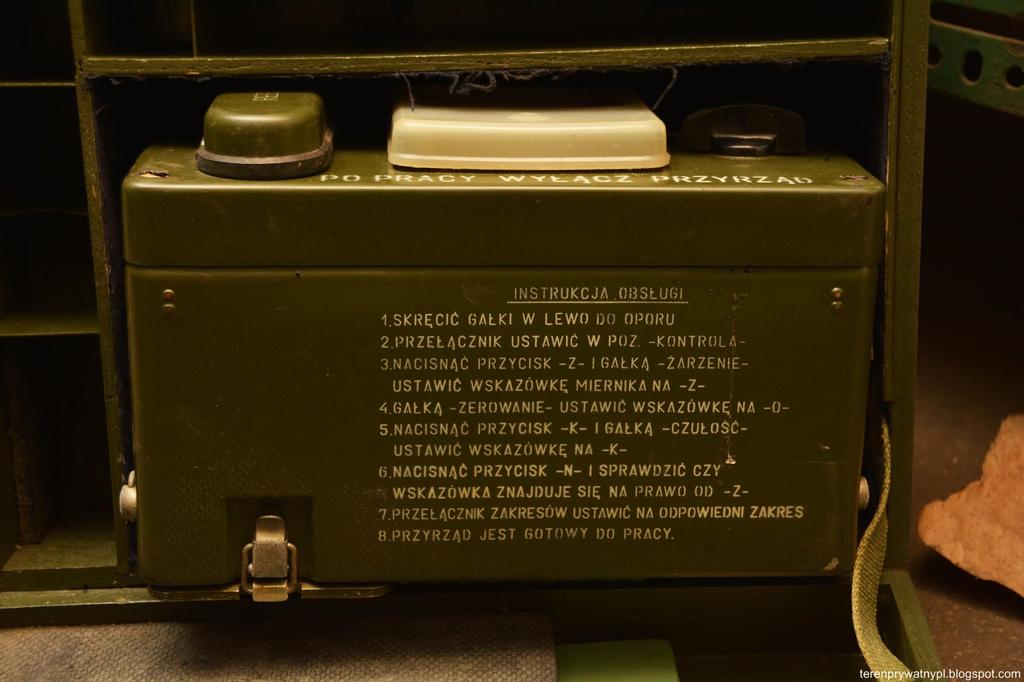 PO PRACY WYŁĄCZ PRZYRZĄD
INSTRUKCJA OBSŁUGI
1.SKRĘCIĆ GAŁKI W LEWO DO OPORU
2.PRZEŁĄCZNIK USTAWIĆ W POZ. -KONTROLA-
3.NACISNĄĆ PRZYCISK -Z- I GAŁKĄ -ŻARZENIE-
USTAWIĆ WSKAZÓWKĘ MIERNIKA NA -Z-
4.GAŁKĄ -ZEROWANIE- USTAWIĆ WSKAZÓWKĘ NA -0-
5.NACISNĄĆ PRZYCISK -K- I GAŁKĄ -CZUŁOŚĆ-
USTAWIĆ WSKAZÓWKĘ NA -K-
6.NACISNĄĆ PRZYCISK -N- I SPRAWDZIĆ CZY
WSKAZÓWKA ZNAJDUJE SIĘ NA PRAWO OD -Z-
7.PRZEŁĄCZNIK ZAKRESÓW USTAWIĆ NA ODPOWIEDNI ZAKRES
8.PRZYRZĄD JEST GOTOWY DO PRACY.
terenprywatnypl.blogspot.com